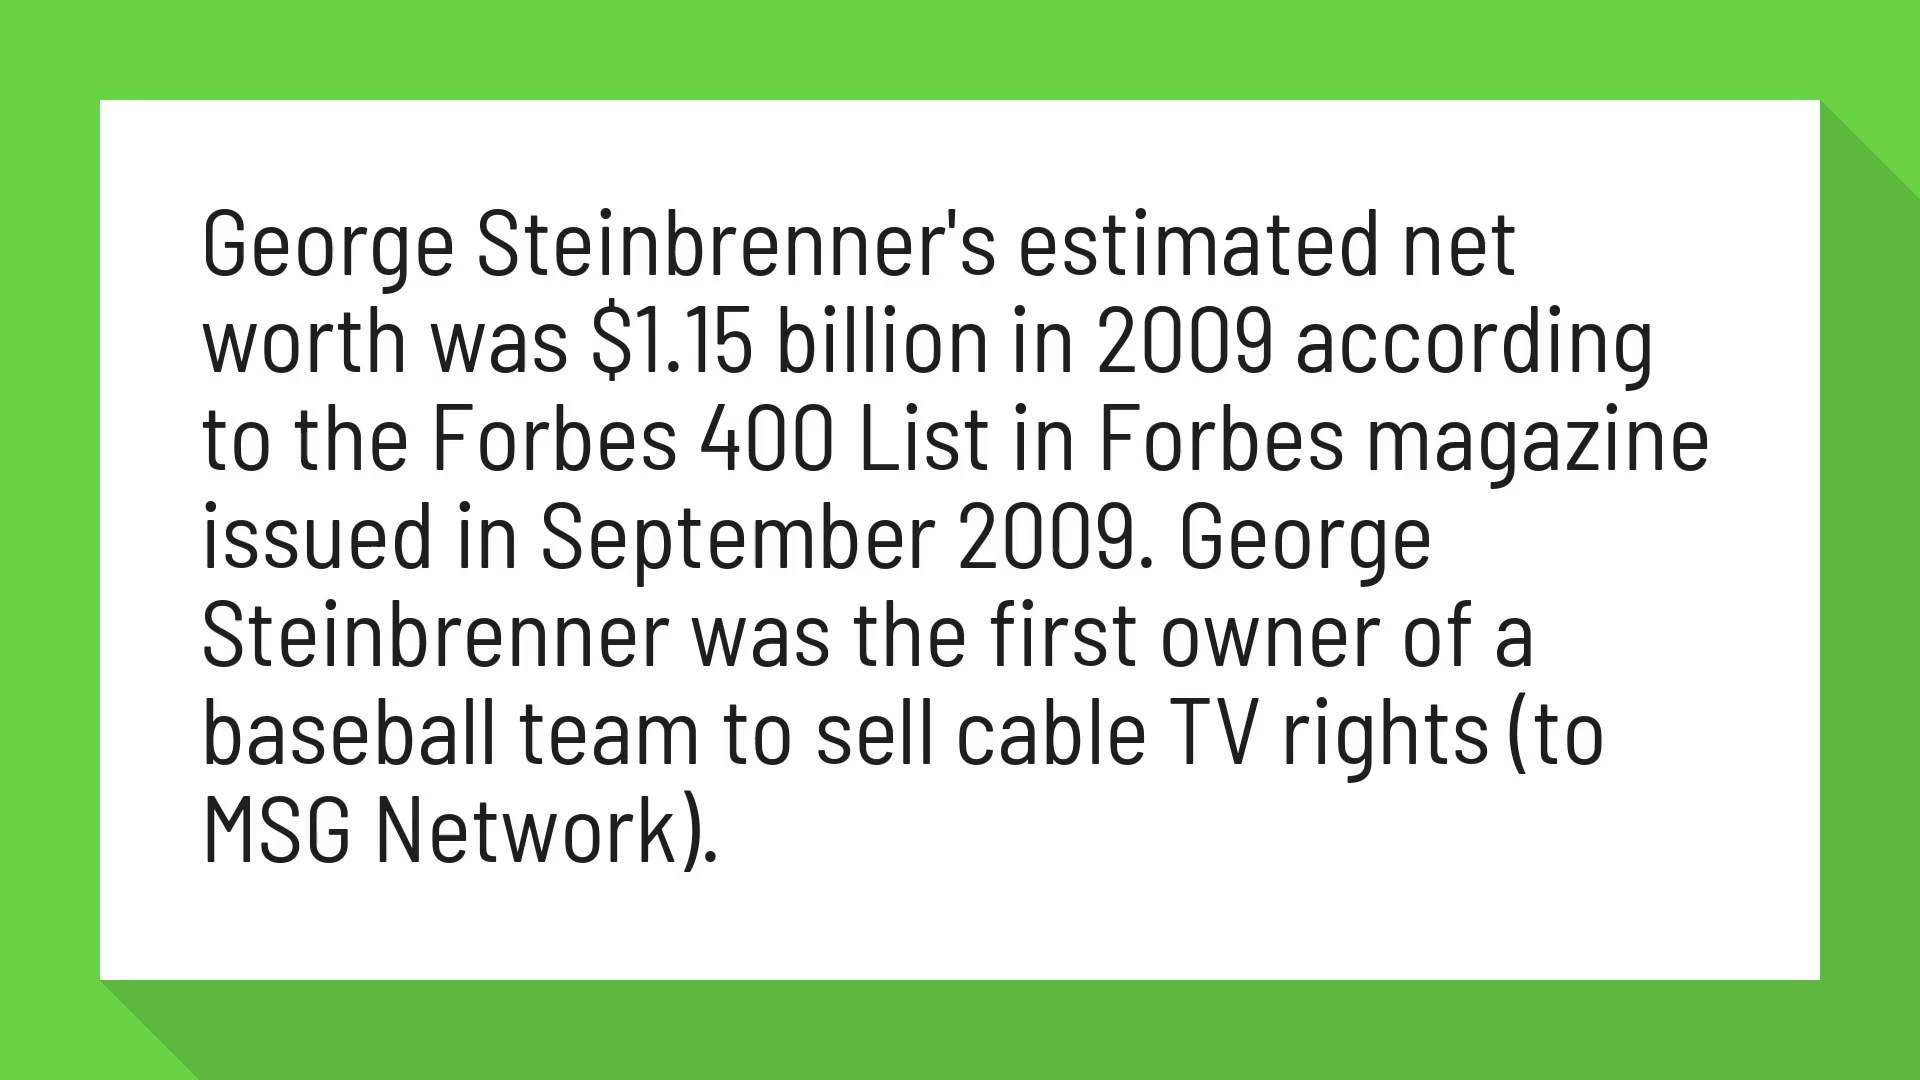 George Steinbrenner's estimated net
worth was $1.15 billion in 2009 according
to the Forbes 400 List in Forbes magazine
issued in September 2009. George
Steinbrenner was the first owner of a
baseball team to sell cable TV rights (to
MSG Network).